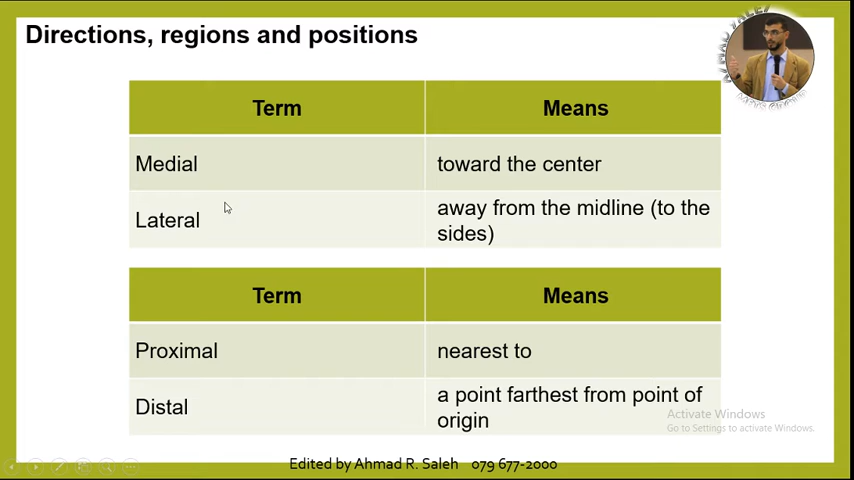 Directions, regions and positions
Term
Means
Medial
toward the center
Lateral
away from the midline (to the
sides)
Term
Means
Proximal
nearest to
Distal
a point farthest from point of
origin
Activate Windows
Go to Settings to activate Windows.
Edited by Ahmad R. Saleh 079 677-2000